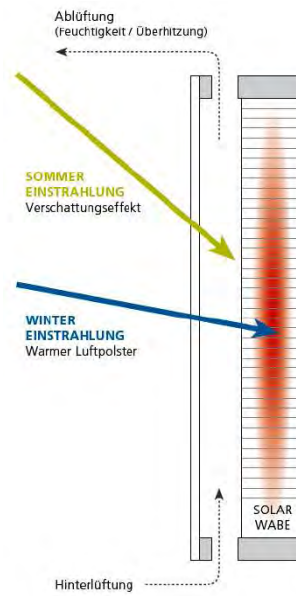 Ablüftung
(Feuchtigkeit / Überhitzung)
SOMMER
EINSTRAHLUNG
Verschattungseffekt
WINTER
EINSTRAHLUNG
Warmer Luftpolster
SOLAR
WABE
Hinterlüftung